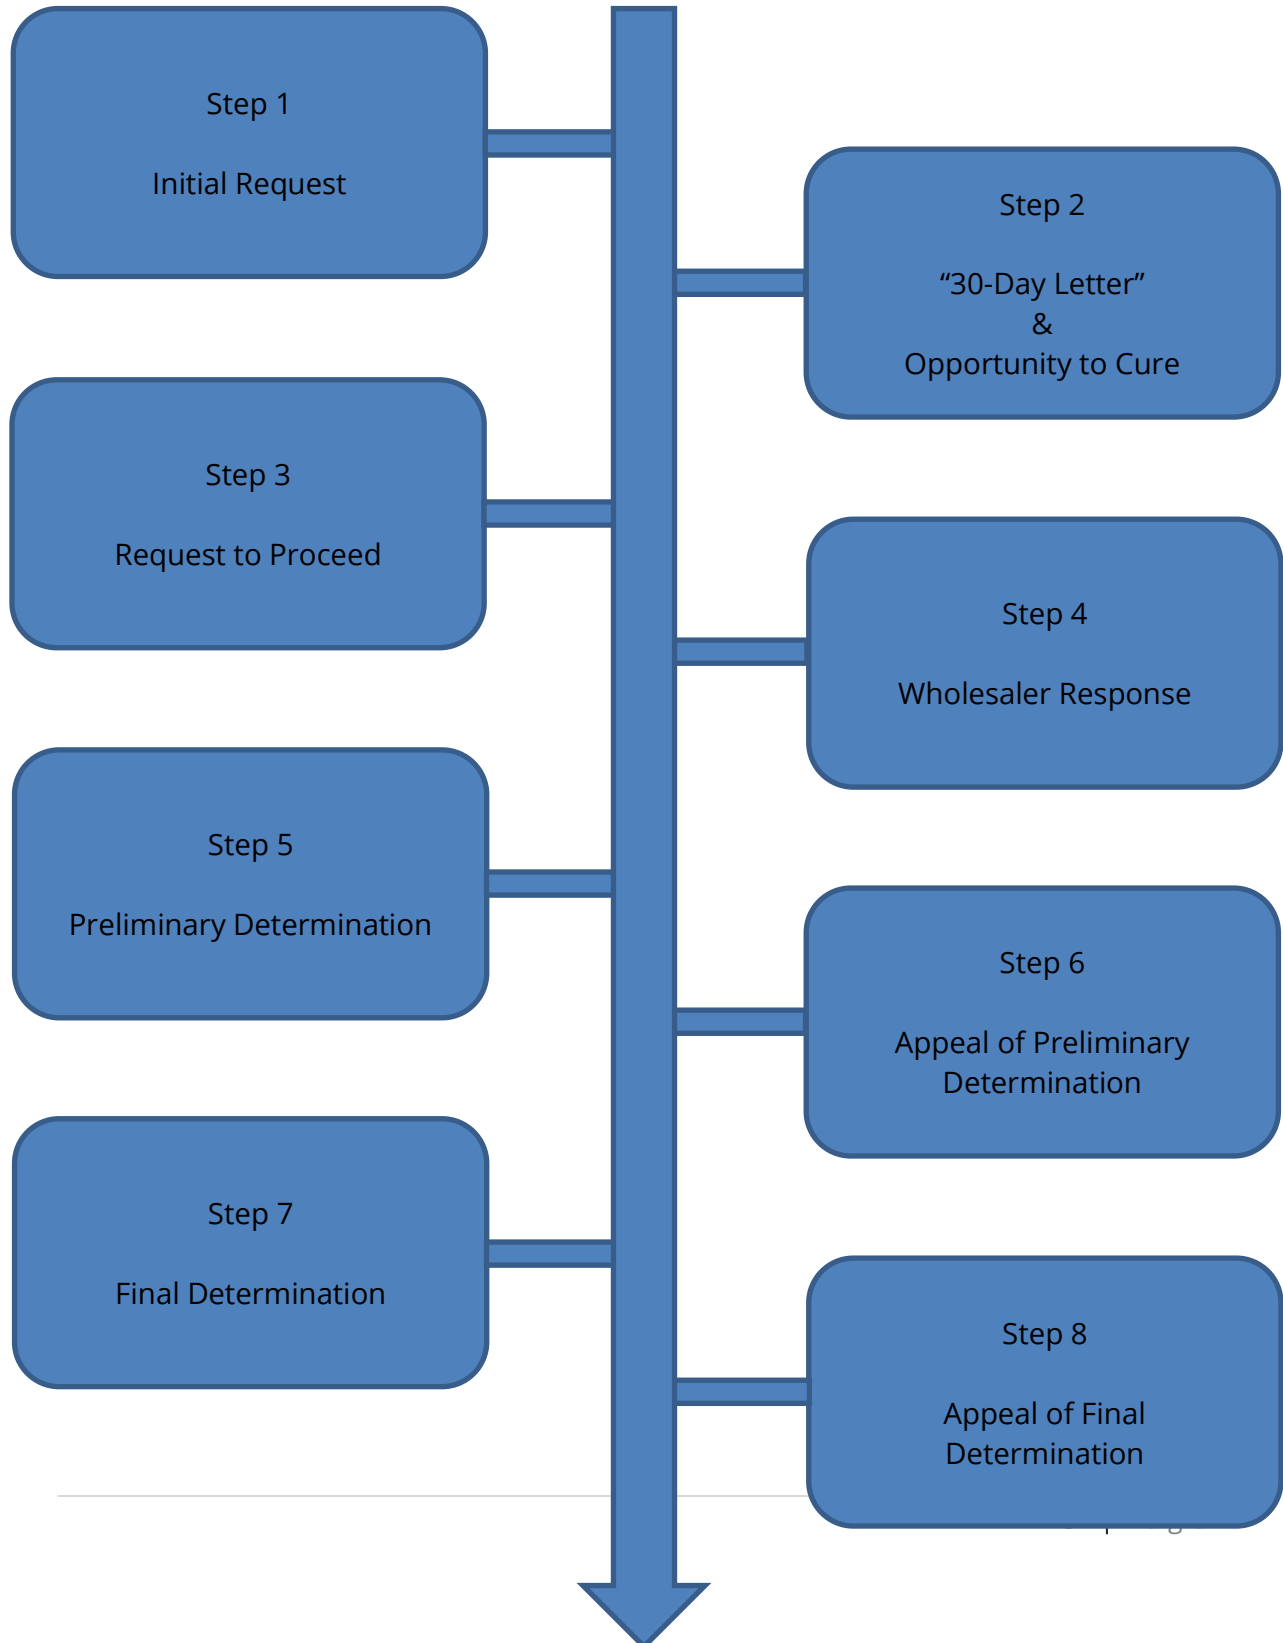 Step 1
Initial Request
Step 2
“30-Day Letter”
&
Opportunity to Cure
Step 3
Request to Proceed
Step 4
Wholesaler Response
Step 5
Preliminary Determination
Step 6
Appeal of Preliminary
Determination
Step 7
Final Determination
Step 8
Appeal of Final
Determination